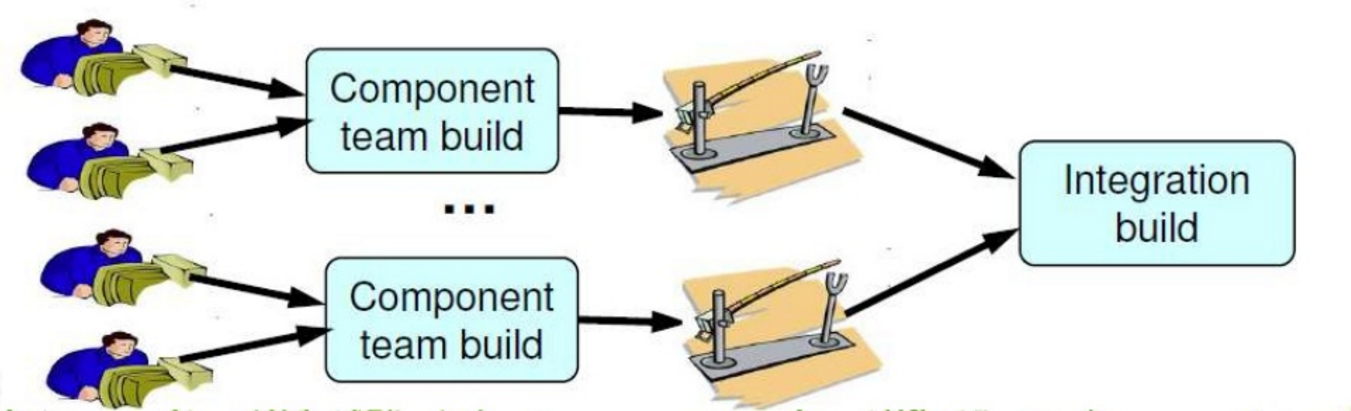 Component
team build
...
Component
team build
Integration
build